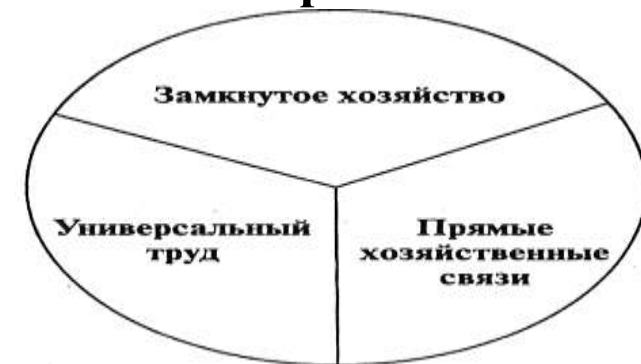 Замкнутое хозяйство
Универсальный
труд
Прямые
хозяйственные
связи